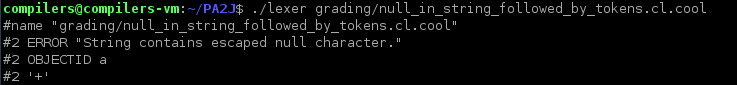 compilers@compilers-vm:~/PA2J$ ./lexer grading/null_in_string_followed_by_tokens.cl.cool
#name "grading/null_in_string_followed_by_tokens.cl.cool"
#2 ERROR "String contains escaped null character."
#2 OBJECTID a
#2 '+'